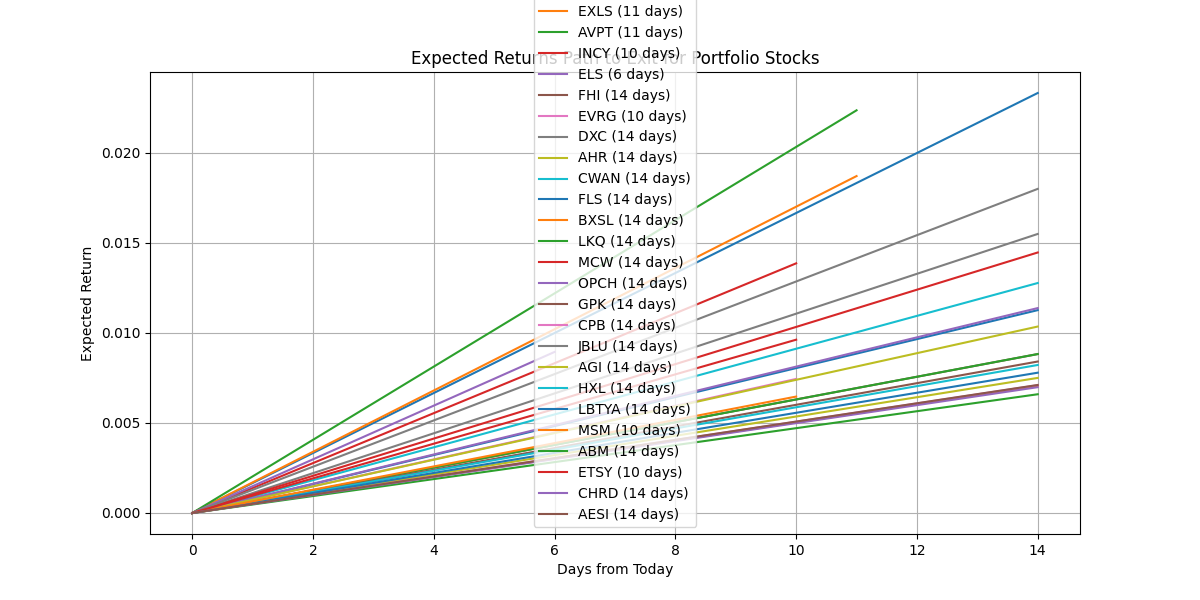 EXLS (11 days)
AVPT (11 days)
INCY (10 days)
Expected Returns Path to Exit for Portfolio Stocks
ELS (6 days)
FHI (14 days)
EVRG (10 days)
DXC (14 days)
AHR (14 days)
CWAN (14 days)
FLS (14 days)
BXSL (14 days)
LKQ (14 days)
MCW (14 days)
OPCH (14 days)
GPK (14 days)
CPB (14 days)
JBLU (14 days)
AGI (14 days)
HXL (14 days)
LBTYA (14 days)
MSM (10 days)
ABM (14 days)
ETSY (10 days)
CHRD (14 days)
AESI (14 days)
Expected Return
0.020
0.015
0.010
0.005
0.000
0 2 4 6 8 10 12 14
Days from Today